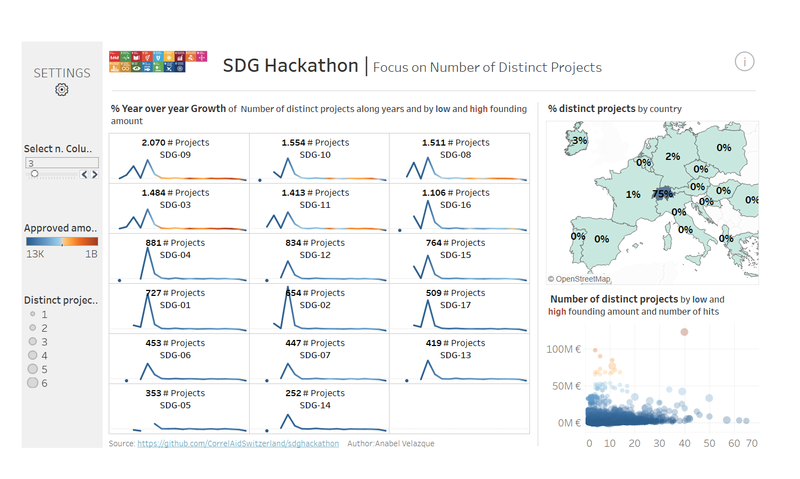 SETTINGS
Select n. Colu..
3
Approved amo..
13K 1B
Distinct projec..
1
2
3
4
5
6
SDG Hackathon | Focus on Number of Distinct Projects
i
% Year over year Growth of Number of distinct projects along years and by low and high founding
amount
2.070 # Projects
SDG-09
1.554 # Projects
SDG-10
1.511 # Projects
SDG-08
1.484 # Projects
SDG-03
1.413 # Projects
SDG-11
1.106 # Projects
SDG-16
881 # Projects
SDG-04
834 # Projects
SDG-12
764 # Projects
SDG-15
727 # Projects
SDG-01
654 # Projects
SDG-02
509 # Projects
SDG-17
453 # Projects
SDG-06
447 # Projects
SDG-07
419 # Projects
SDG-13
353 # Projects
SDG-05
252 # Projects
SDG-14
Source: https://github.com/CorrelAidSwitzerland/sdghackathon Author: Anabel Velazque
% distinct projects by country
3%
0%
2%
0%
0%
1%
75%
0%
0%
0%
0%
0%
0%
0%
0%
0%
© OpenStreetMap
Number of distinct projects by low and
high founding amount and number of hits
100M €
50M €
0M €
0 10 20 30 40 50 60 70